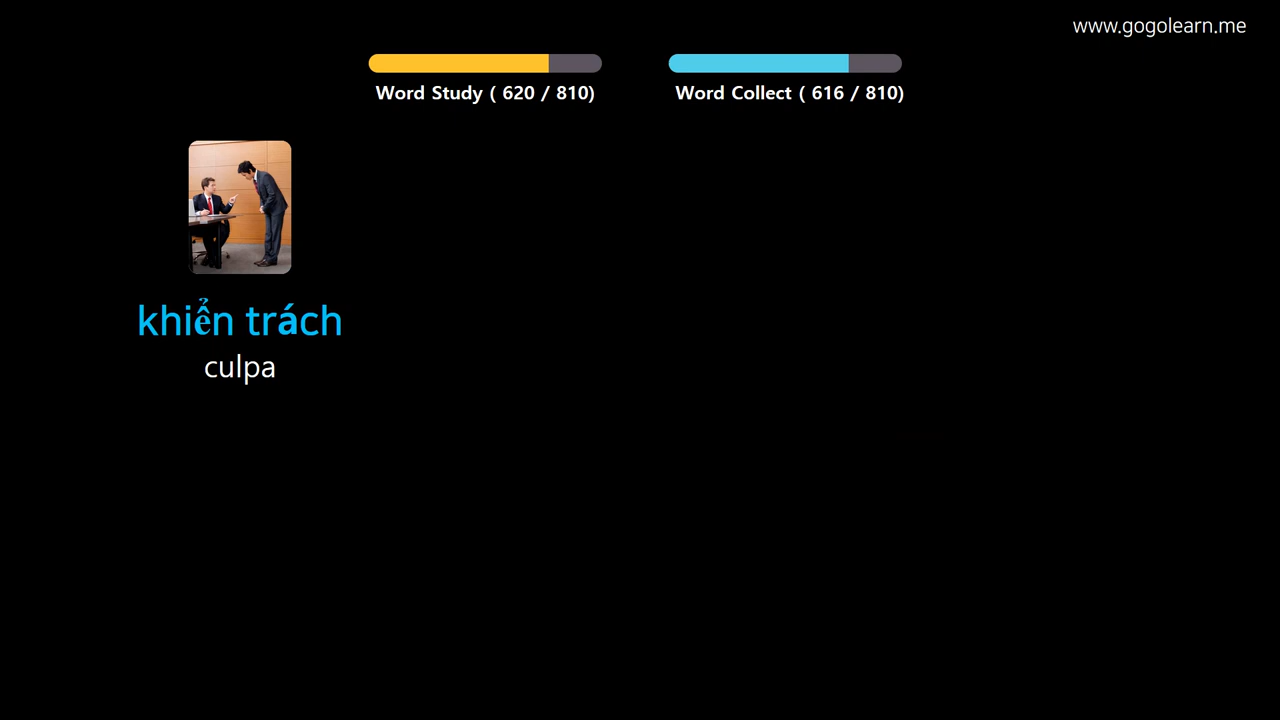 www.gogolearn.me
Word Study ( 620 / 810)
Word Collect ( 616 / 810)
khiển trách
culpa